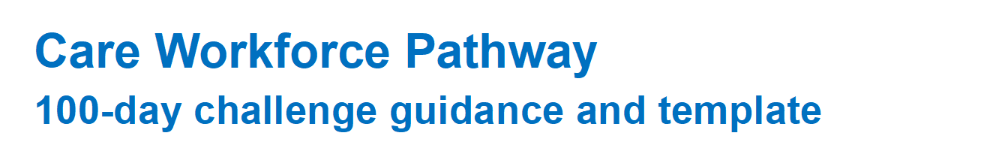 Care Workforce Pathway
100-day challenge guidance and template